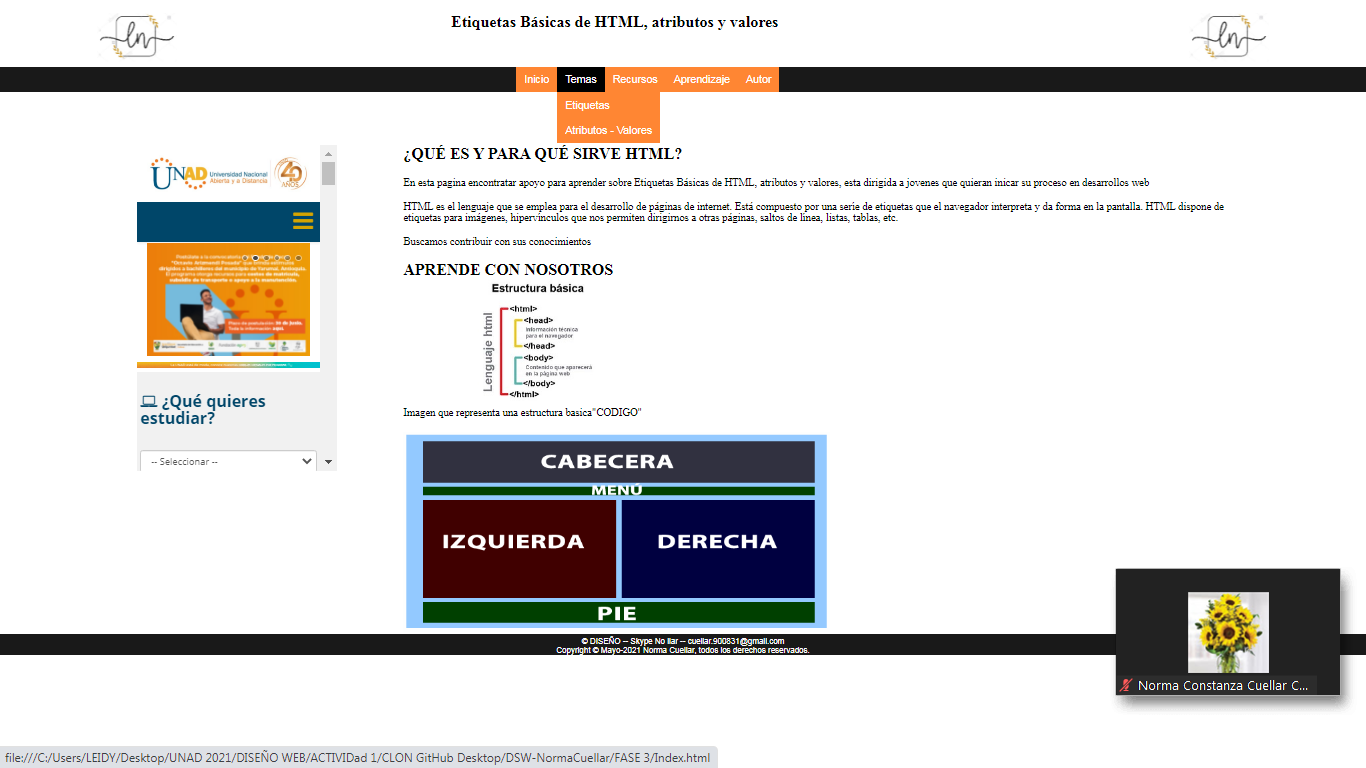 ln
Etiquetas Básicas de HTML, atributos y valores
ln
Inicio Temas Recursos Aprendizaje Autor
Etiquetas
Atributos - Valores
UNAD Universidad Nacional
Abierta y a Distancia
40
AÑOS
¿Qué quieres
estudiar?
-- Seleccionar --
¿QUÉ ES Y PARA QUÉ SIRVE HTML?
En esta pagina encontratar apoyo para aprender sobre Etiquetas Básicas de HTML, atributos y valores, esta dirigida a jovenes que quieran inicar su proceso en desarrollos web
HTML es el lenguaje que se emplea para el desarrollo de páginas de internet. Está compuesto por una serie de etiquetas que el navegador interpreta y da forma en la pantalla. HTML dispone de
etiquetas para imágenes, hipervínculos que nos permiten dirigirnos a otras páginas, saltos de línea, listas, tablas, etc.
Buscamos contribuir con sus conocimientos
APRENDE CON NOSOTROS
Estructura básica
Lenguaje html
<html>
<head>
Información técnica
para el navegador
</head>
<body>
Contenido que aparecerá
en la página web
</body>
</html>
Imagen que representa una estructura basica"CODIGO"
CABECERA
MENÚ
IZQUIERDA DERECHA
PIE
© DISEÑO -- Skype No llar -- cuellar.900831@gmail.com
Copyright © Mayo-2021 Norma Cuellar, todos los derechos reservados.
Norma Constanza Cuellar C...
file:///C:/Users/LEIDY/Desktop/UNAD 2021/DISEÑO WEB/ACTIVIDad 1/CLON GitHub Desktop/DSW-NormaCuellar/FASE 3/Index.html